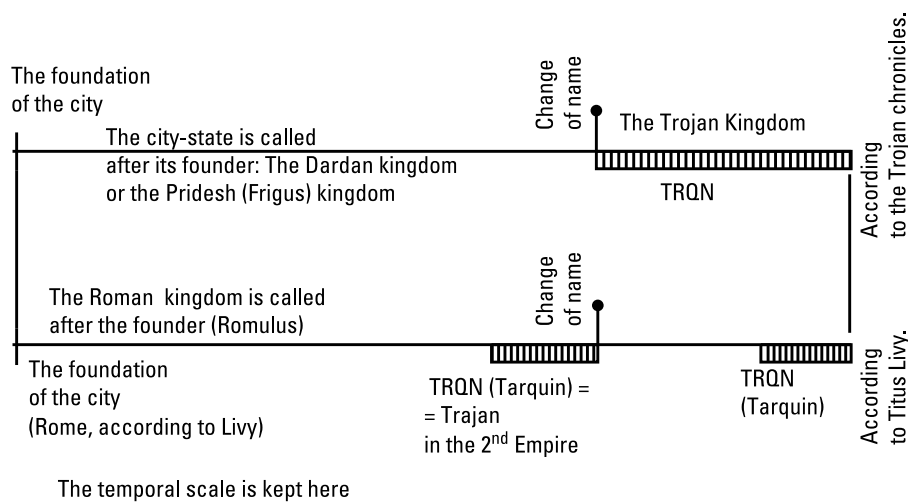 The foundation
of the city
The city-state is called
after its founder: The Dardan kingdom
or the Pridesh (Frigus) kingdom
Change
of name
The Trojan Kingdom
TRQN
According
to the Trojan chronicles.
The Roman kingdom is called
after the founder (Romulus)
Change
of name
The foundation
of the city
(Rome, according to Livy)
TRQN (Tarquin) =
= Trajan
in the 2nd Empire
TRQN
(Tarquin)
According
to Titus Livy.
The temporal scale is kept here